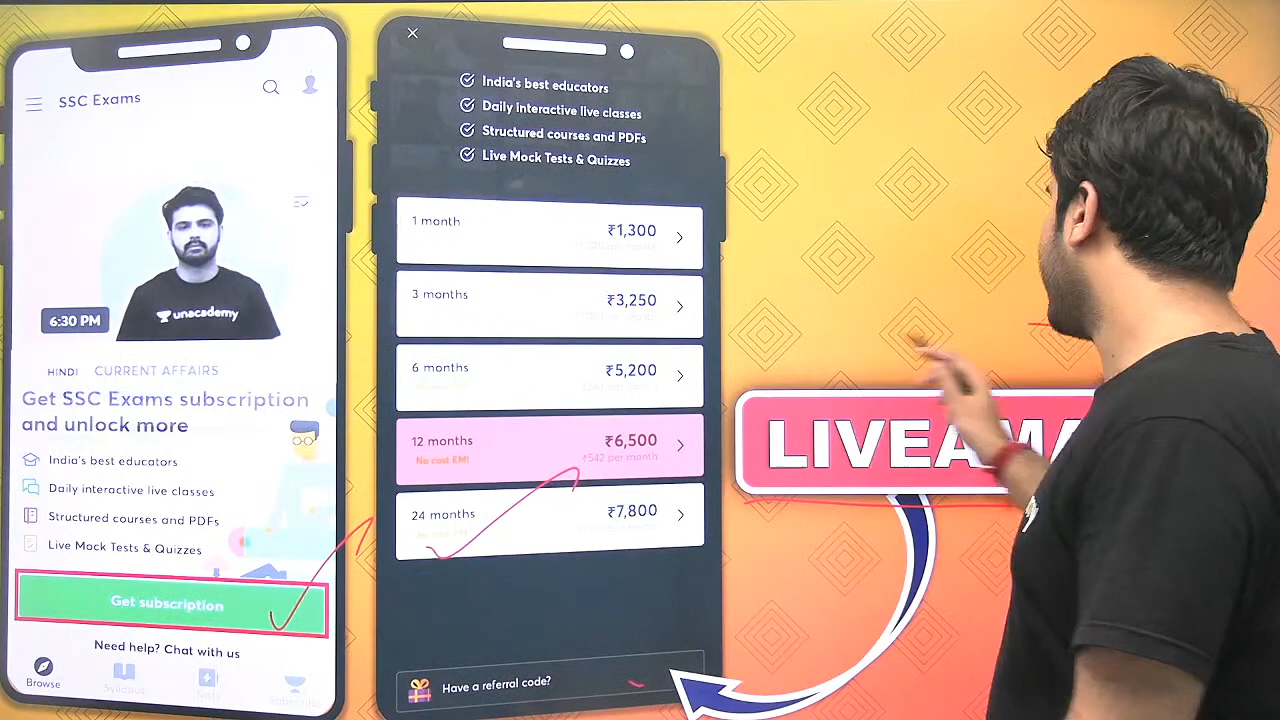 SSC Exams
unacademy
6:30 PM
HINDI CURRENT AFFAIRS
Get SSC Exams subscription
and unlock more
India's best educators
Daily interactive live classes
Structured courses and PDFs
Live Mock Tests & Quizzes
Get subscription
Need help? Chat with us
Browse
India's best educators
Daily interactive live classes
Structured courses and PDFs
Live Mock Tests & Quizzes
1 month
₹1,300
3 months
₹3,250
6 months
₹5,200
12 months
₹6,500
No cost EMI
₹542 per month
24 months
₹7,800
Have a referral code?